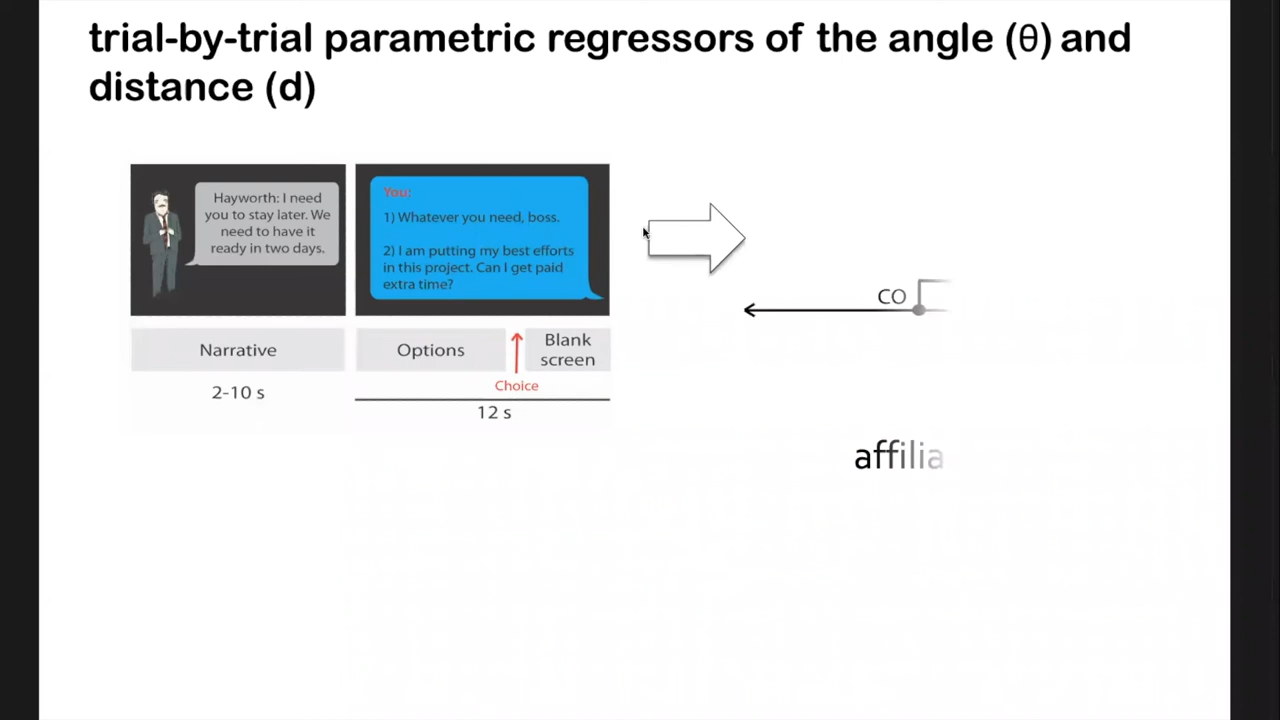 trial-by-trial parametric regressors of the angle (θ) and
distance (d)
Hayworth: I need
you to stay later. We
need to have it
ready in two days.
You:
1) Whatever you need, boss.
2) I am putting my best efforts
in this project. Can I get paid
extra time?
Narrative
2-10 s
Options
Choice
Blank
screen
12 s
CO
affilia